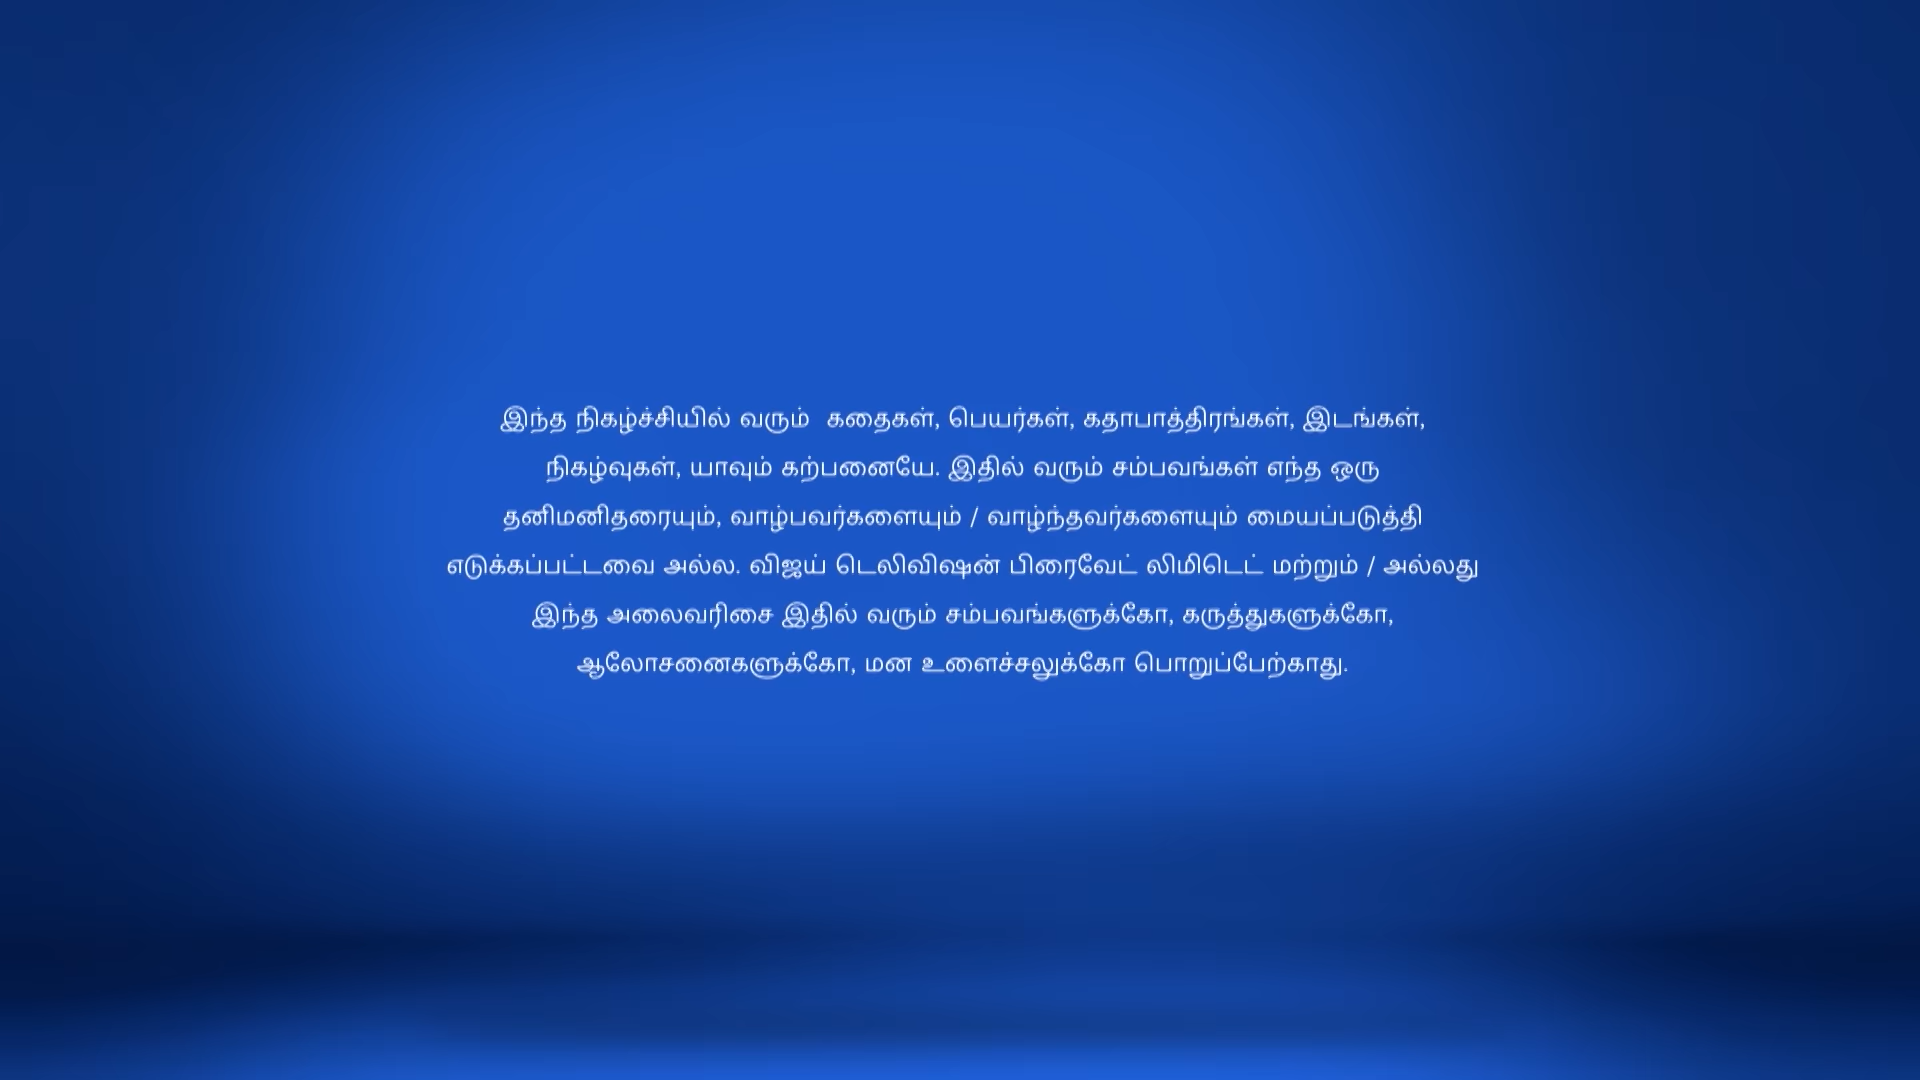 இந்த நிகழ்ச்சியில் வரும் கதைகள், பெயர்கள், கதாபாத்திரங்கள், இடங்கள்,
நிகழ்வுகள், யாவும் கற்பனையே. இதில் வரும் சம்பவங்கள் எந்த ஒரு
தனிமனிதரையும், வாழ்பவர்களையும் / வாழ்ந்தவர்களையும் மையப்படுத்தி
எடுக்கப்பட்டவை அல்ல. விஜய் டெலிவிஷன் பிரைவேட் லிமிடெட் மற்றும் / அல்லது
இந்த அலைவரிசை இதில் வரும் சம்பவங்களுக்கோ, கருத்துகளுக்கோ,
ஆலோசனைகளுக்கோ, மன உளைச்சலுக்கோ பொறுப்பேற்காது.